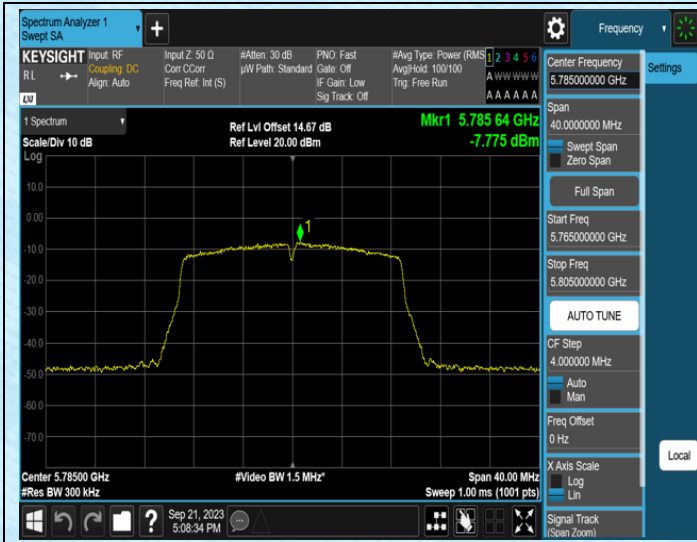 Spectrum Analyzer 1
Swept SA
+
Frequency
KEYSIGHT
RL
LXI
Input: RF
Coupling: DC
Align: Auto
Input Z: 50 Ω
Corr CCorr
Freq Ref: Int (S)
#Atten: 30 dB
µW Path: Standard
PNO: Fast
Gate: Off
IF Gain: Low
Sig Track: Off
#Avg Type: Power (RMS
Avg|Hold: 100/100
Trig: Free Run
1 2 3 4 5 6
A W W W W W
A A A A A A
1 Spectrum
Scale/Div 10 dB
Log
Ref Lvl Offset 14.67 dB
Ref Level 20.00 dBm
Mkr1 5.785 64 GHz
-7.775 dBm
1
10.0
0.00
-10.0
-20.0
-30.0
-40.0
-50.0
-60.0
-70.0
Center 5.78500 GHz
#Res BW 300 kHz
#Video BW 1.5 MHz*
Span 40.00 MHz
Sweep 1.00 ms (1001 pts)
?
Sep 21, 2023
5:08:34 PM
Center Frequency
5.785000000 GHz
Span
40.0000000 MHz
Swept Span
Zero Span
Full Span
Start Freq
5.765000000 GHz
Stop Freq
5.805000000 GHz
AUTO TUNE
CF Step
4.000000 MHz
Auto
Man
Freq Offset
0 Hz
X Axis Scale
Log
Lin
Signal Track
(Span Zoom)
Settings
Local